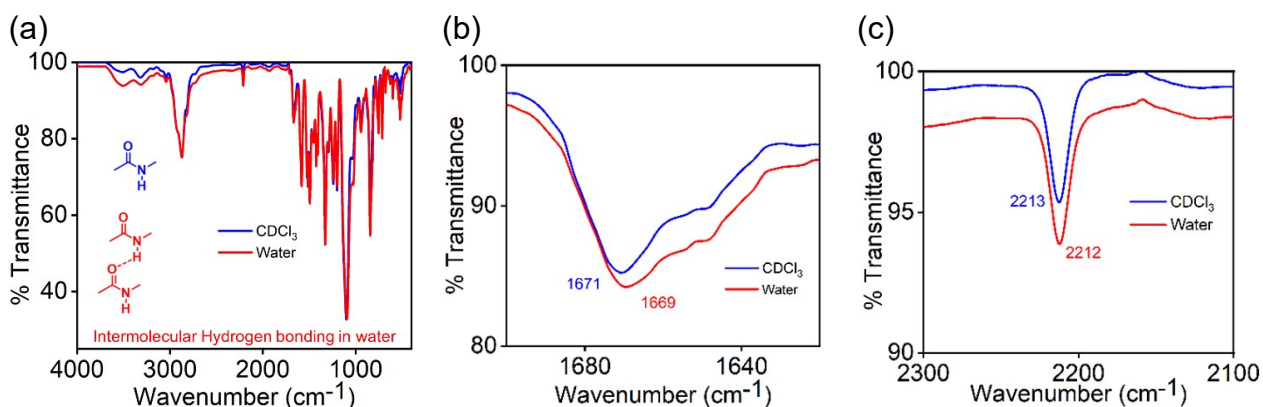 (a)
% Transmittance
100
80
60
40
4000
3000
2000
1000
Wavenumber (cm⁻¹)
O
N
H
O
N
H
O
N
H
CDCl₃
Water
Intermolecular Hydrogen bonding in water
(b)
% Transmittance
100
90
80
1680
1640
Wavenumber (cm⁻¹)
1671
1669
CDCl₃
Water
(c)
% Transmittance
100
95
90
2300
2200
2100
Wavenumber (cm⁻¹)
2213
2212
CDCl₃
Water